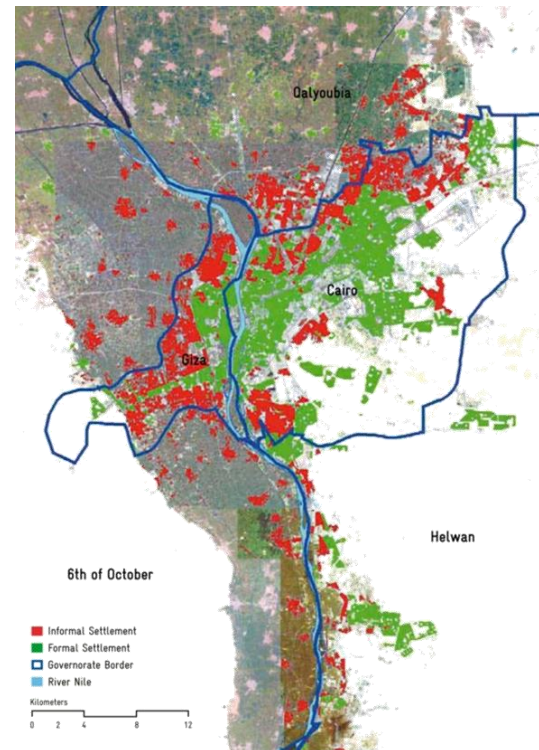 Qalyoubia
Cairo
Giza
Helwan
6th of October
Informal Settlement
Formal Settlement
Governorate Border
River Nile
Kilometers
0 2 4 8 12